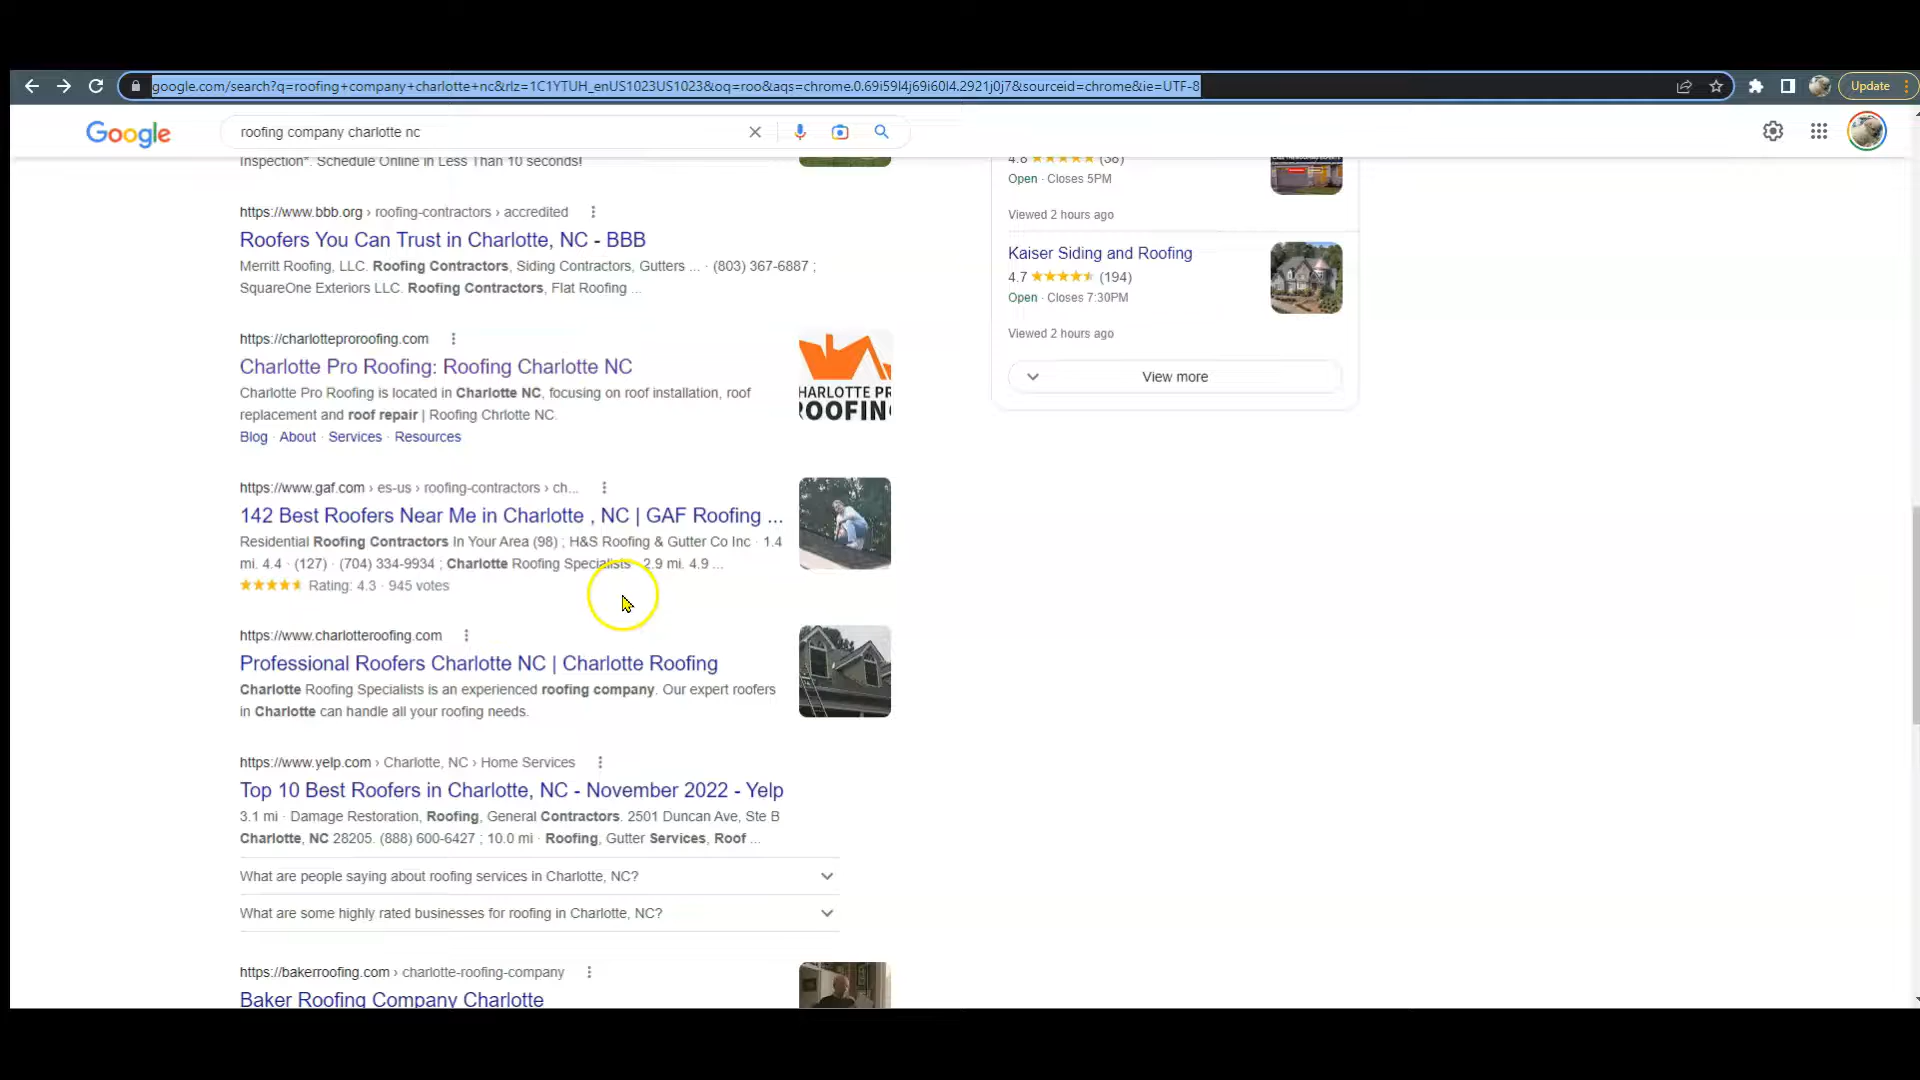 google.com/search?q=roofing+company+charlotte+nc&rlz=1C1YTUH_enUS1023US1023&oq=roo&aqs=chrome.0.69i59l4j69i60l4.2921j0j7&sourceid=chrome&ie=UTF-8
Update
Google
roofing company charlotte nc
Inspection*. Schedule Online in Less Than 10 seconds!
https://www.bbb.org › roofing-contractors › accredited
Roofers You Can Trust in Charlotte, NC - BBB
Merritt Roofing, LLC. Roofing Contractors, Siding Contractors, Gutters ... · (803) 367-6887 ;
SquareOne Exteriors LLC. Roofing Contractors, Flat Roofing ...
https://charlotteproroofing.com
Charlotte Pro Roofing: Roofing Charlotte NC
Charlotte Pro Roofing is located in Charlotte NC, focusing on roof installation, roof
replacement and roof repair | Roofing Chrlotte NC.
Blog · About · Services · Resources
HARLOTTE PR
ROOFIN
https://www.gaf.com › es-us › roofing-contractors › ch...
142 Best Roofers Near Me in Charlotte , NC | GAF Roofing ...
Residential Roofing Contractors In Your Area (98) ; H&S Roofing & Gutter Co Inc · 1.4
mi. 4.4 · (127) · (704) 334-9934 ; Charlotte Roofing Specialists · 2.9 mi. 4.9 ...
Rating: 4.3 · 945 votes
https://www.charlotteroofing.com
Professional Roofers Charlotte NC | Charlotte Roofing
Charlotte Roofing Specialists is an experienced roofing company. Our expert roofers
in Charlotte can handle all your roofing needs.
https://www.yelp.com › Charlotte, NC › Home Services
Top 10 Best Roofers in Charlotte, NC - November 2022 - Yelp
3.1 mi · Damage Restoration, Roofing, General Contractors. 2501 Duncan Ave, Ste B
Charlotte, NC 28205. (888) 600-6427 ; 10.0 mi · Roofing, Gutter Services, Roof ...
What are people saying about roofing services in Charlotte, NC?
What are some highly rated businesses for roofing in Charlotte, NC?
https://bakerroofing.com › charlotte-roofing-company
Baker Roofing Company Charlotte
4.8 (38)
Open · Closes 5PM
Viewed 2 hours ago
Kaiser Siding and Roofing
4.7 (194)
Open · Closes 7:30PM
Viewed 2 hours ago
View more